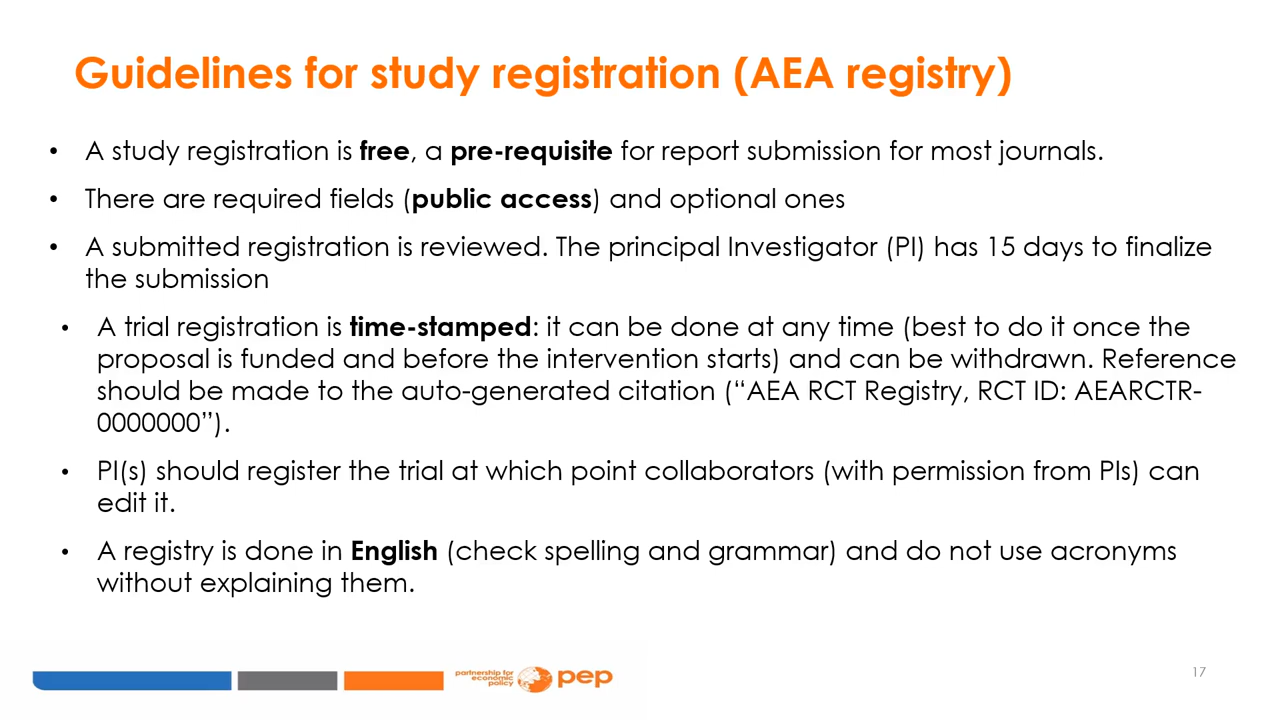 Guidelines for study registration (AEA registry)
• A study registration is free, a pre-requisite for report submission for most journals.
• There are required fields (public access) and optional ones
• A submitted registration is reviewed. The principal Investigator (PI) has 15 days to finalize
the submission
• A trial registration is time-stamped: it can be done at any time (best to do it once the
proposal is funded and before the intervention starts) and can be withdrawn. Reference
should be made to the auto-generated citation (“AEA RCT Registry, RCT ID: AEARCTR-
0000000”).
• PI(s) should register the trial at which point collaborators (with permission from PIs) can
edit it.
• A registry is done in English (check spelling and grammar) and do not use acronyms
without explaining them.
partnership for
economic
policy
pep
17